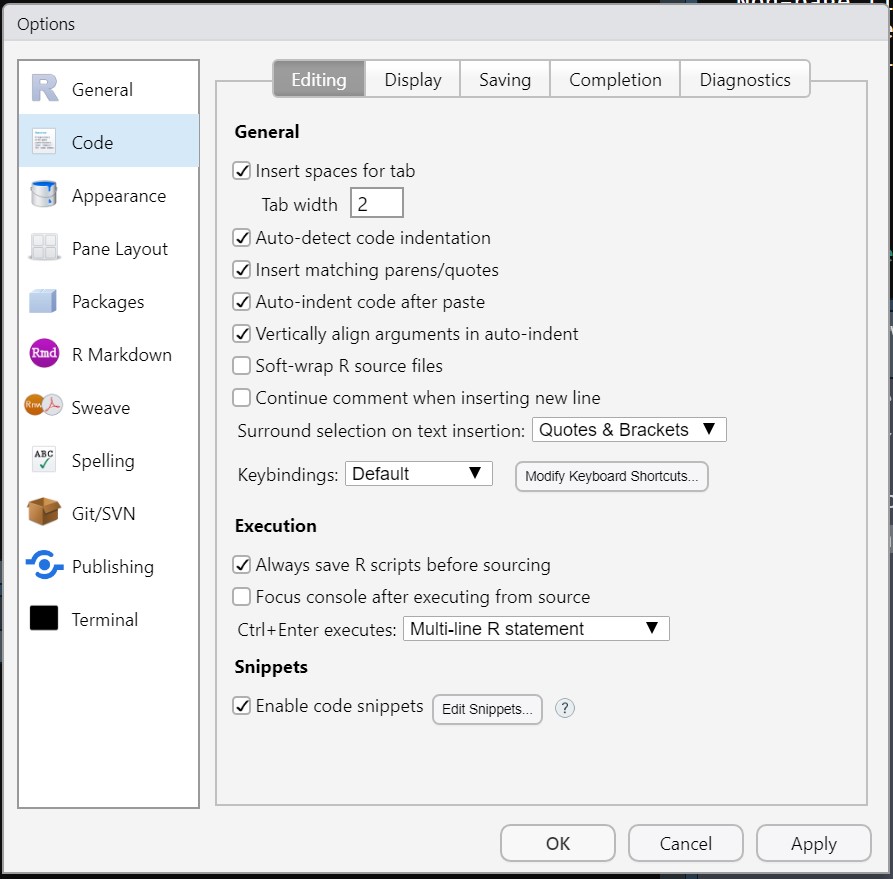 Options
General
Code
Appearance
Pane Layout
Packages
Rmd R Markdown
Rnw Sweave
ABC Spelling
Git/SVN
Publishing
Terminal
Editing Display Saving Completion Diagnostics
General
Insert spaces for tab
Tab width 2
Auto-detect code indentation
Insert matching parens/quotes
Auto-indent code after paste
Vertically align arguments in auto-indent
Soft-wrap R source files
Continue comment when inserting new line
Surround selection on text insertion: Quotes & Brackets
Keybindings: Default Modify Keyboard Shortcuts...
Execution
Always save R scripts before sourcing
Focus console after executing from source
Ctrl+Enter executes: Multi-line R statement
Snippets
Enable code snippets Edit Snippets... ?
OK Cancel Apply